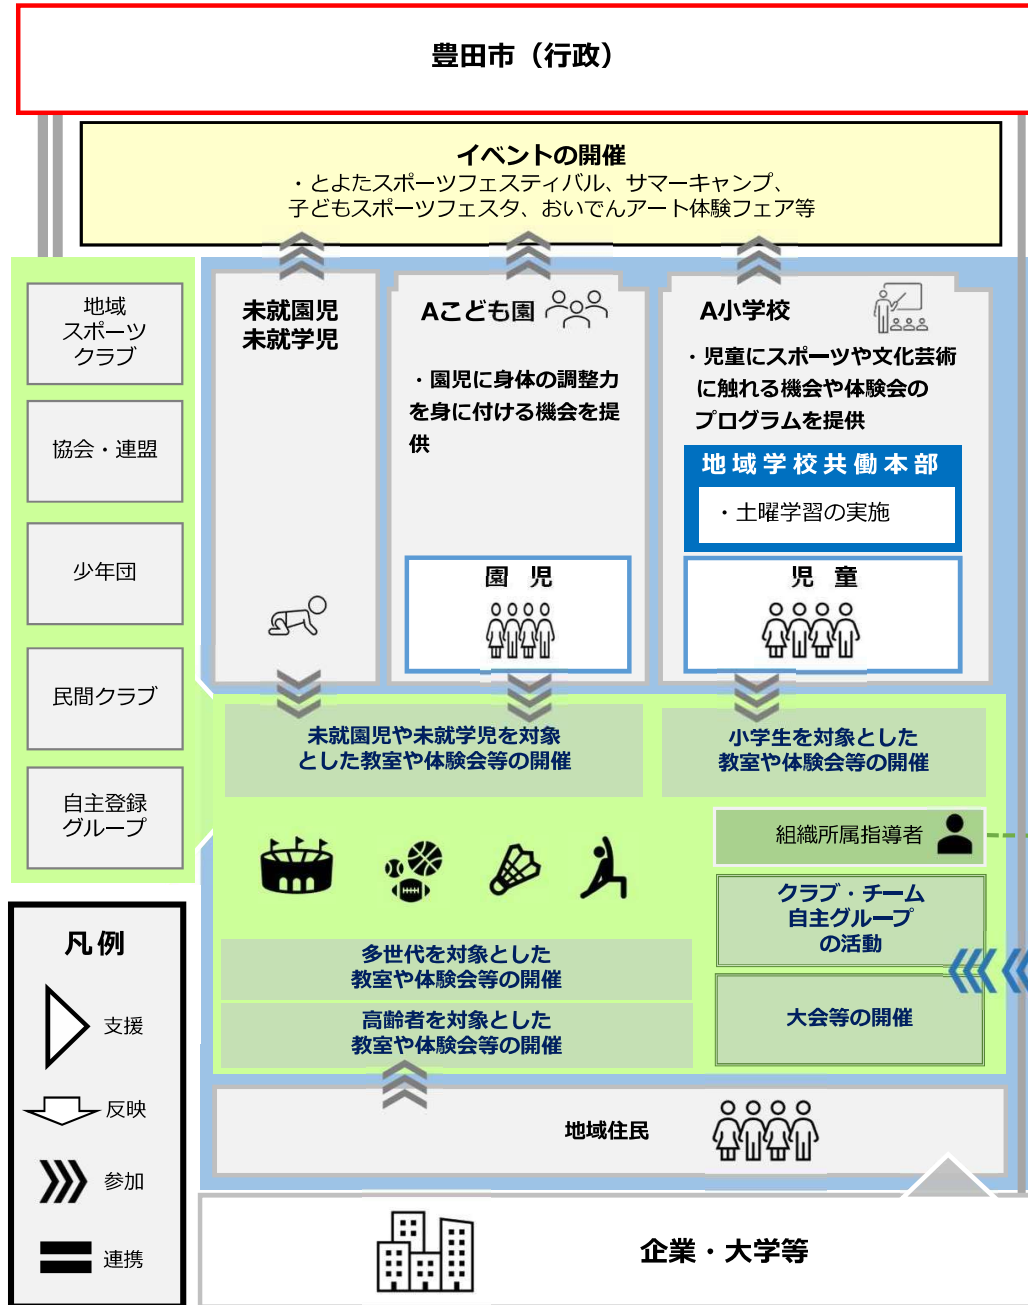 豊田市（行政）
イベントの開催
・とよたスポーツフェスティバル、サマーキャンプ、
子どもスポーツフェスタ、おいでんアート体験フェア等
地域
スポーツ
クラブ
協会・連盟
少年団
民間クラブ
自主登録
グループ
未就園児
未就学児
Aこども園
・園児に身体の調整力
を身に付ける機会を提
供
園 児
A小学校
・児童にスポーツや文化芸術
に触れる機会や体験会の
プログラムを提供
地域学校共働本部
・土曜学習の実施
児 童
未就園児や未就学児を対象
とした教室や体験会等の開催
小学生を対象とした
教室や体験会等の開催
組織所属指導者
クラブ・チーム
自主グループ
の活動
大会等の開催
多世代を対象とした
教室や体験会等の開催
高齢者を対象とした
教室や体験会等の開催
地域住民
企業・大学等
凡例
支援
反映
参加
連携